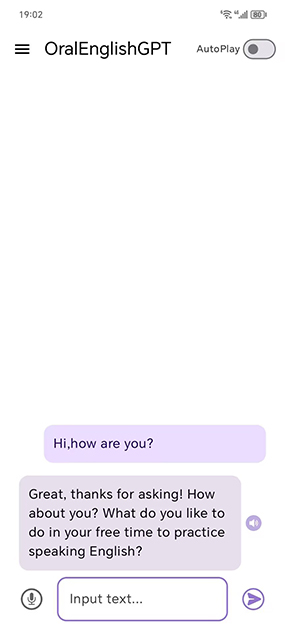 19:02
80
OralEnglishGPT
AutoPlay
Hi,how are you?
Great, thanks for asking! How
about you? What do you like to
do in your free time to practice
speaking English?
Input text...